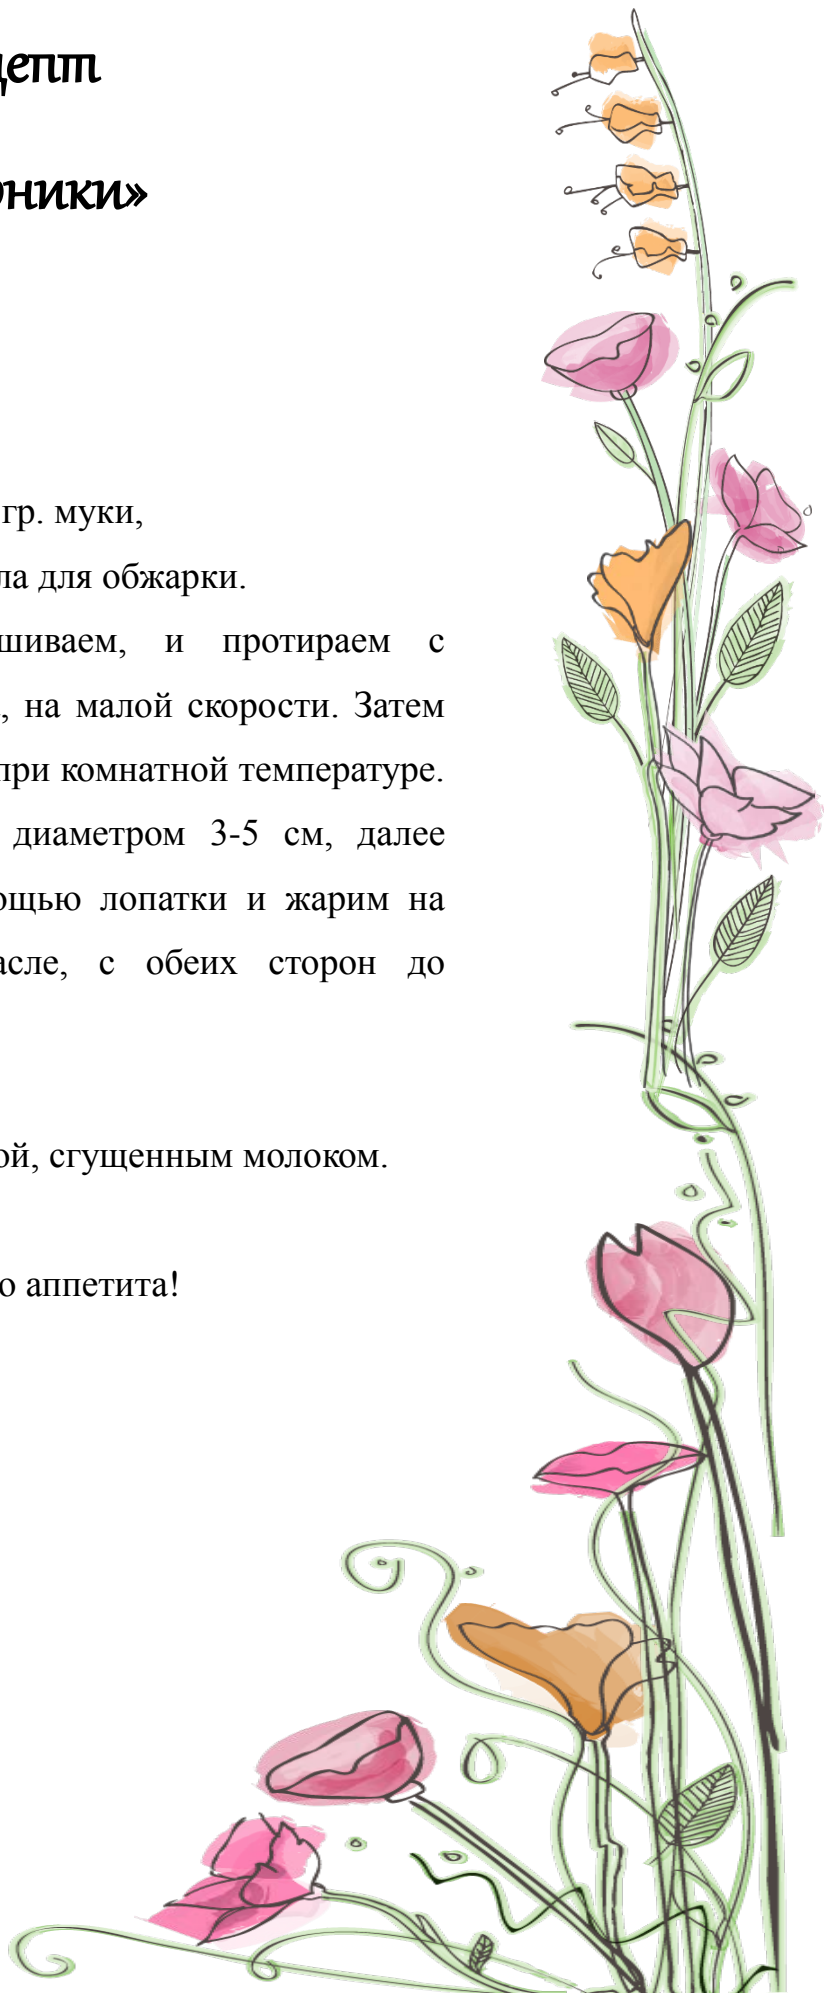 цепт
рники»
гр. муки,
ла для обжарки.
шиваем, и протираем с
, на малой скорости. Затем
при комнатной температуре.
диаметром 3-5 см, далее
ощью лопатки и жарим на
асле, с обеих сторон до
ой, сгущенным молоком.
о аппетита!